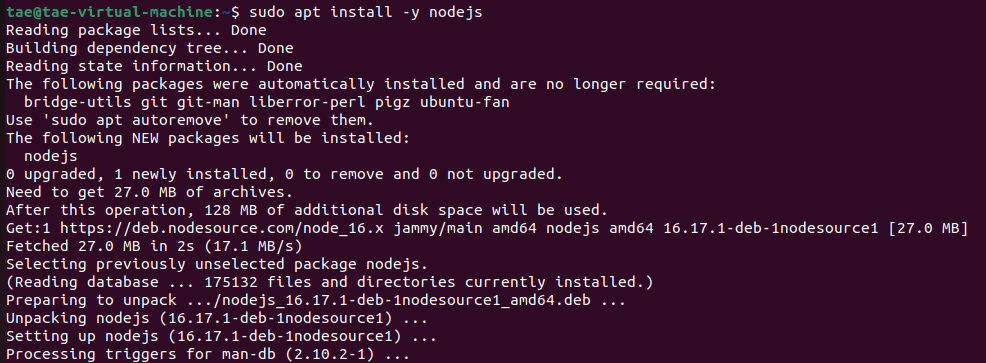 tae@tae-virtual-machine:~$ sudo apt install -y nodejs
Reading package lists... Done
Building dependency tree... Done
Reading state information... Done
The following packages were automatically installed and are no longer required:
  bridge-utils git git-man liberror-perl pigz ubuntu-fan
Use 'sudo apt autoremove' to remove them.
The following NEW packages will be installed:
  nodejs
0 upgraded, 1 newly installed, 0 to remove and 0 not upgraded.
Need to get 27.0 MB of archives.
After this operation, 128 MB of additional disk space will be used.
Get:1 https://deb.nodesource.com/node_16.x jammy/main amd64 nodejs amd64 16.17.1-deb-1nodesource1 [27.0 MB]
Fetched 27.0 MB in 2s (17.1 MB/s)
Selecting previously unselected package nodejs.
(Reading database ... 175132 files and directories currently installed.)
Preparing to unpack .../nodejs_16.17.1-deb-1nodesource1_amd64.deb ...
Unpacking nodejs (16.17.1-deb-1nodesource1) ...
Setting up nodejs (16.17.1-deb-1nodesource1) ...
Processing triggers for man-db (2.10.2-1) ...